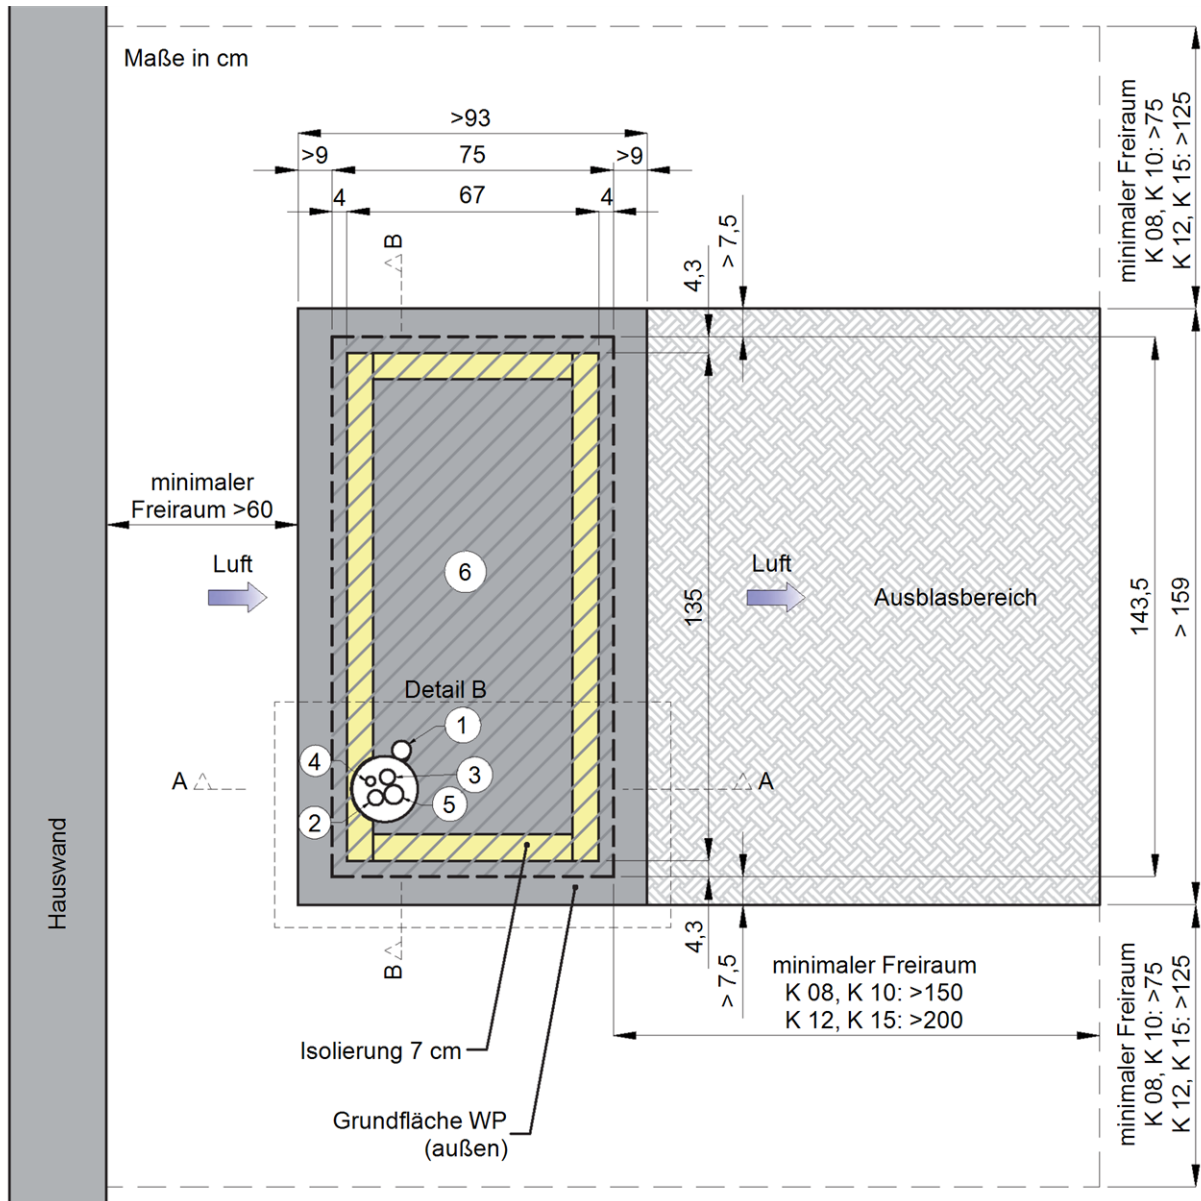 Maße in cm
>93
>9
75
>9
4
67
4
B
4,3
> 7,5
minimaler Freiraum
K 08, K 10: >75
K 12, K 15: >125
minimaler
Freiraum >60
Luft
6
Luft
Ausblasbereich
135
143,5
> 159
Detail B
1
4
3
A
A
5
2
Hauswand
B
4,3
> 7,5
minimaler Freiraum
K 08, K 10: >150
K 12, K 15: >200
minimaler Freiraum
K 08, K 10: >75
K 12, K 15: >125
Isolierung 7 cm
Grundfläche WP
(außen)